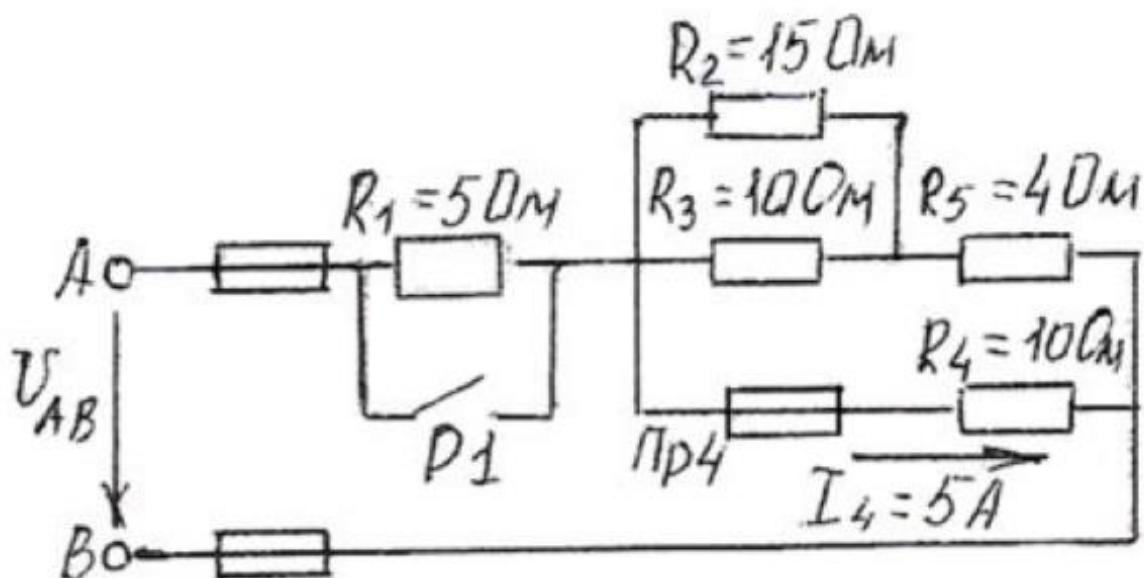 R2=15 Ом
R1=5 Ом
R3=10 Ом
R5=4 Ом
A
UAB
R4=10 Ом
P1
Пр4
I4=5A
B